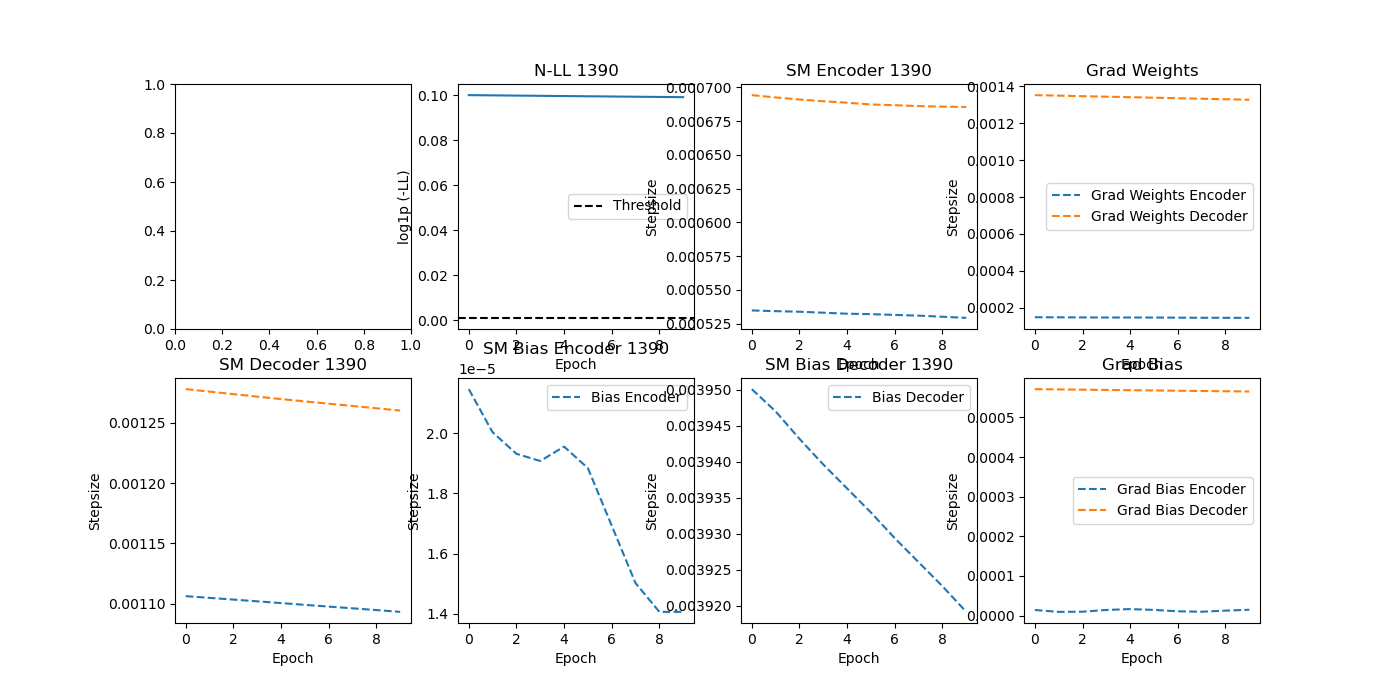 N-LL 1390
SM Encoder 1390
Grad Weights
1.0
0.8
0.6
0.4
0.2
0.0
0.0 0.2 0.4 0.6 0.8 1.0
log1p (-LL)
0.10
0.08
0.06
0.04
0.02
0.00
Threshold
0 2 4 6 8
Epoch
Stepsize
0.000700
0.000675
0.000650
0.000625
0.000600
0.000575
0.000550
0.000525
0 2 4 6 8
Epoch
Stepsize
0.0014
0.0012
0.0010
0.0008
0.0006
0.0004
0.0002
Grad Weights Encoder
Grad Weights Decoder
0 2 4 6 8
Epoch
SM Decoder 1390
SM Bias Encoder 1390
SM Bias Decoder 1390
Grad Bias
Stepsize
0.00125
0.00120
0.00115
0.00110
0 2 4 6 8
Epoch
Stepsize
1e−5
2.0
1.8
1.6
1.4
Bias Encoder
0 2 4 6 8
Epoch
Stepsize
0.003950
0.003945
0.003940
0.003935
0.003930
0.003925
0.003920
Bias Decoder
0 2 4 6 8
Epoch
Stepsize
0.0005
0.0004
0.0003
0.0002
0.0001
0.0000
Grad Bias Encoder
Grad Bias Decoder
0 2 4 6 8
Epoch